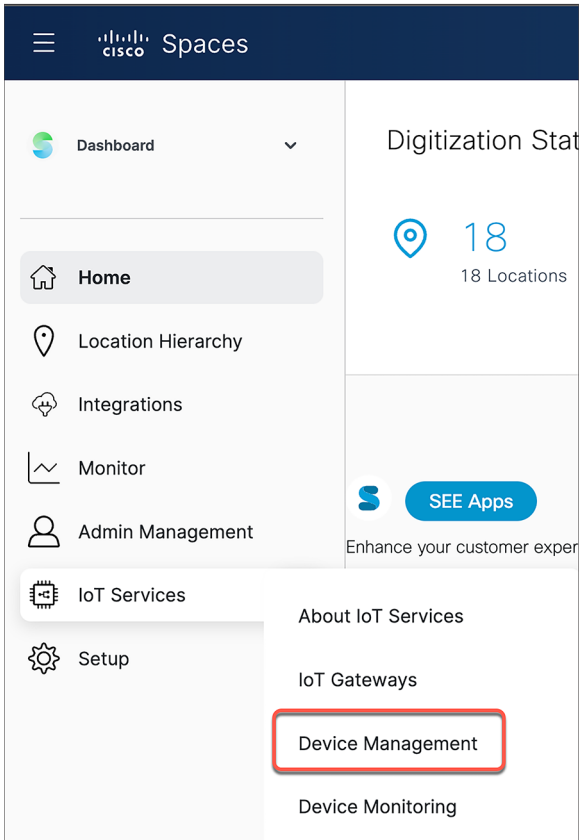 CISCO Spaces
Dashboard
Digitization Stat
18
18 Locations
Home
Location Hierarchy
Integrations
Monitor
Admin Management
SEE Apps
Enhance your customer exper
IoT Services
Setup
About IoT Services
IoT Gateways
Device Management
Device Monitoring